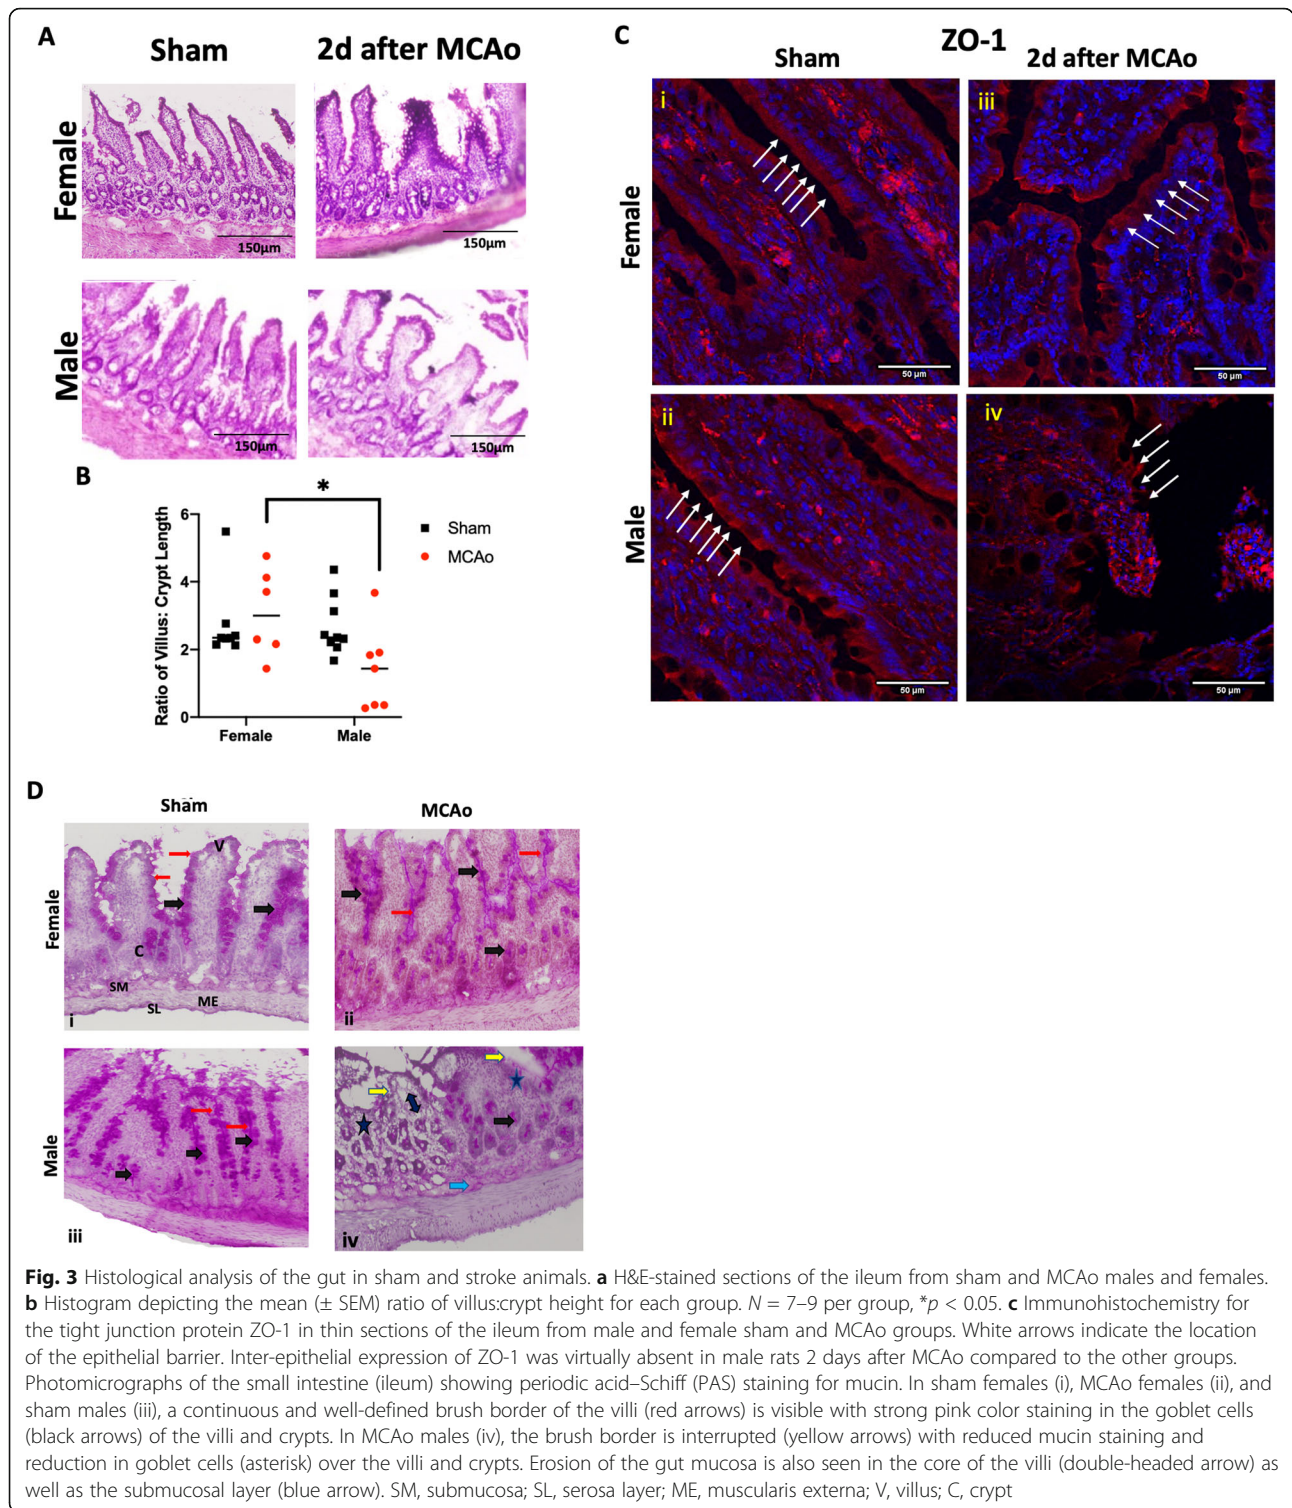 A
Sham
2d after MCAo
Female
150µm
150µm
Male
150µm
150µm
B
*
Ratio of Villus: Crypt Length
6
4
2
0
Female
Male
Sham
MCAo
C
ZO-1
Sham
2d after MCAo
Female
i
50 µm
iii
50 µm
Male
ii
50 µm
iv
50 µm
D
Sham
MCAo
Female
V
C
SM
ME
SL
i
ii
Male
iii
iv
Fig. 3 Histological analysis of the gut in sham and stroke animals. a H&E-stained sections of the ileum from sham and MCAo males and females.
b Histogram depicting the mean (± SEM) ratio of villus:crypt height for each group. N = 7–9 per group, *p < 0.05. c Immunohistochemistry for
the tight junction protein ZO-1 in thin sections of the ileum from male and female sham and MCAo groups. White arrows indicate the location
of the epithelial barrier. Inter-epithelial expression of ZO-1 was virtually absent in male rats 2 days after MCAo compared to the other groups.
Photomicrographs of the small intestine (ileum) showing periodic acid–Schiff (PAS) staining for mucin. In sham females (i), MCAo females (ii), and
sham males (iii), a continuous and well-defined brush border of the villi (red arrows) is visible with strong pink color staining in the goblet cells
(black arrows) of the villi and crypts. In MCAo males (iv), the brush border is interrupted (yellow arrows) with reduced mucin staining and
reduction in goblet cells (asterisk) over the villi and crypts. Erosion of the gut mucosa is also seen in the core of the villi (double-headed arrow) as
well as the submucosal layer (blue arrow). SM, submucosa; SL, serosa layer; ME, muscularis externa; V, villus; C, crypt